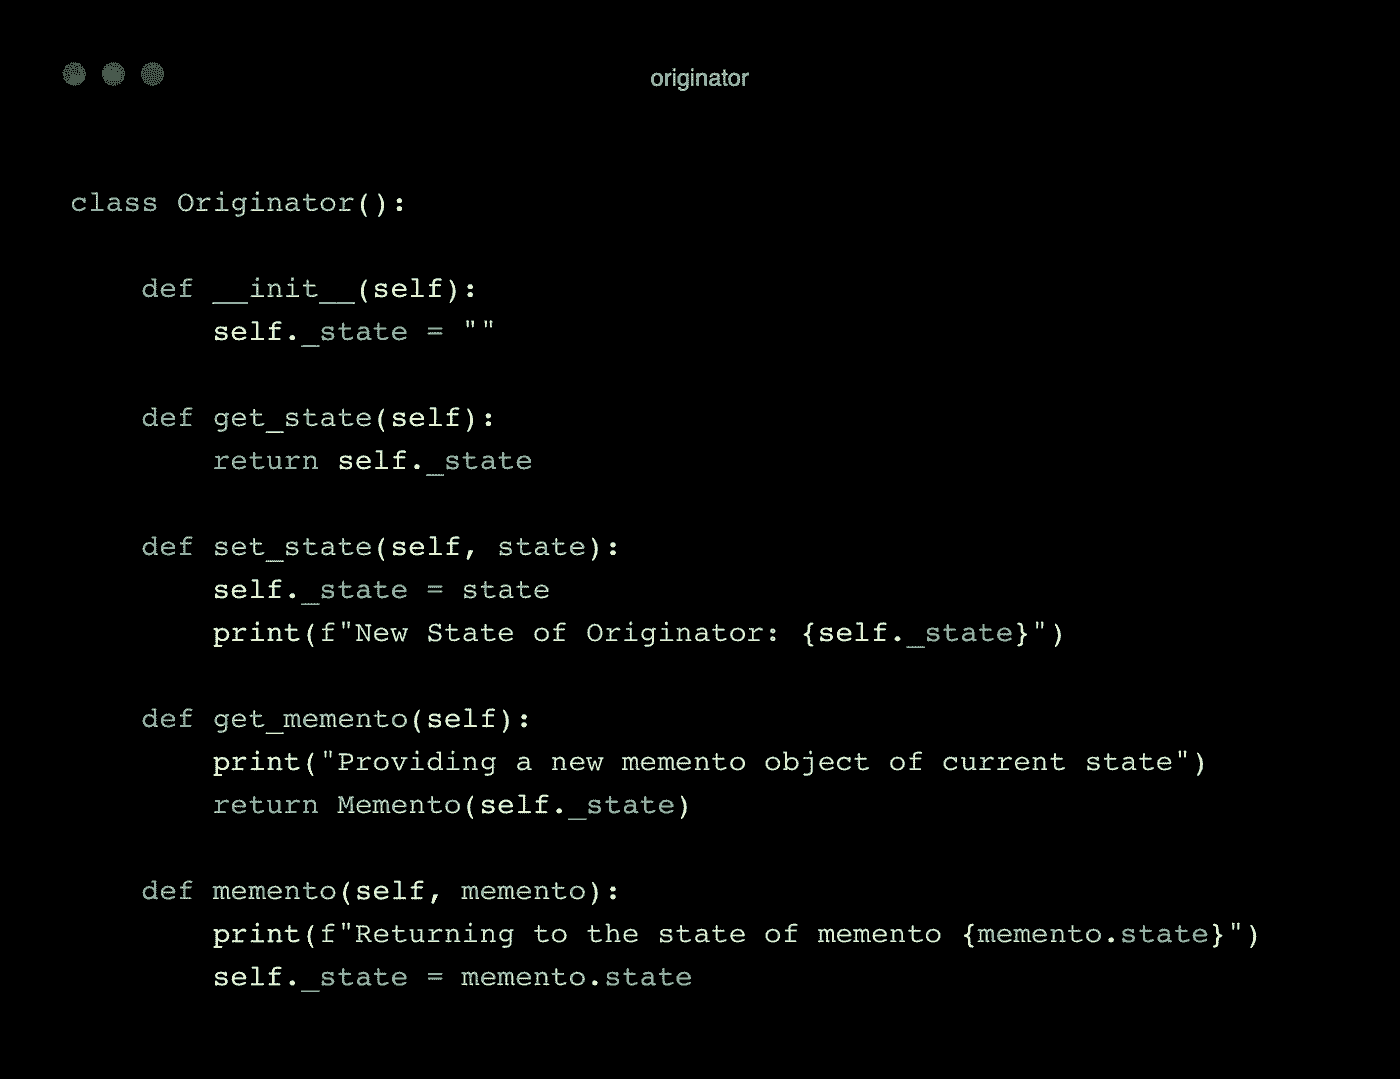 originator
class Originator():
def __init__(self):
self._state = ""
def get_state(self):
return self._state
def set_state(self, state):
self._state = state
print(f"New State of Originator: {self._state}")
def get_memento(self):
print("Providing a new memento object of current state")
return Memento(self._state)
def memento(self, memento):
print(f"Returning to the state of memento {memento.state}")
self._state = memento.state